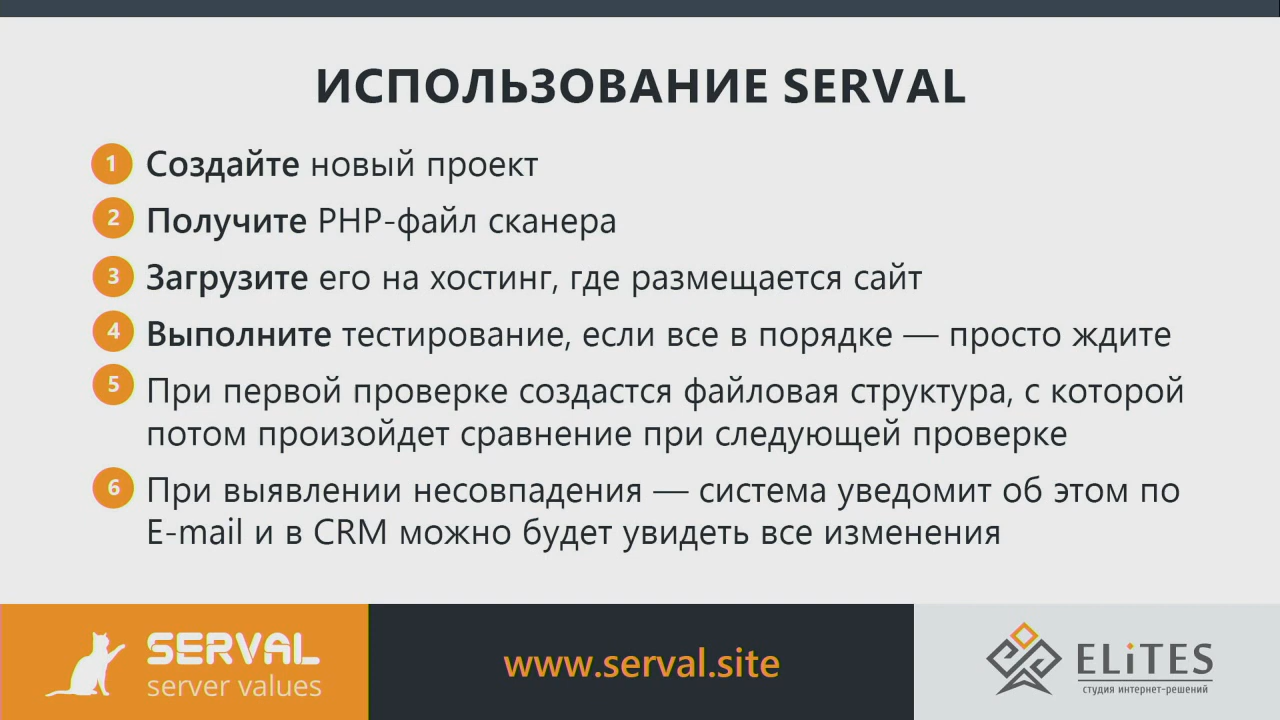 ИСПОЛЬЗОВАНИЕ SERVAL
1 Создайте новый проект
2 Получите PHP-файл сканера
3 Загрузите его на хостинг, где размещается сайт
4 Выполните тестирование, если все в порядке — просто ждите
5 При первой проверке создастся файловая структура, с которой
потом произойдет сравнение при следующей проверке
6 При выявлении несовпадения — система уведомит об этом по
E-mail и в CRM можно будет увидеть все изменения
SERVAL
server values
www.serval.site
ELiTES
студия интернет-решений